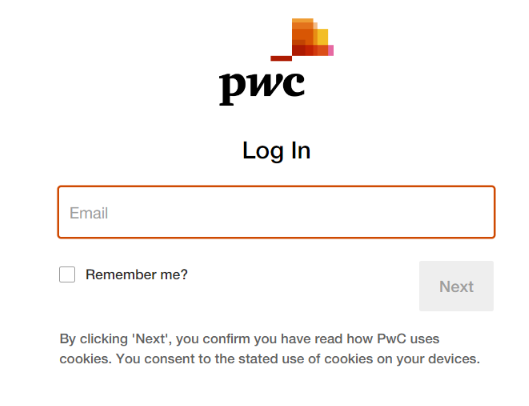 pwc
Log In
Email
Remember me?
Next
By clicking 'Next', you confirm you have read how PwC uses
cookies. You consent to the stated use of cookies on your devices.